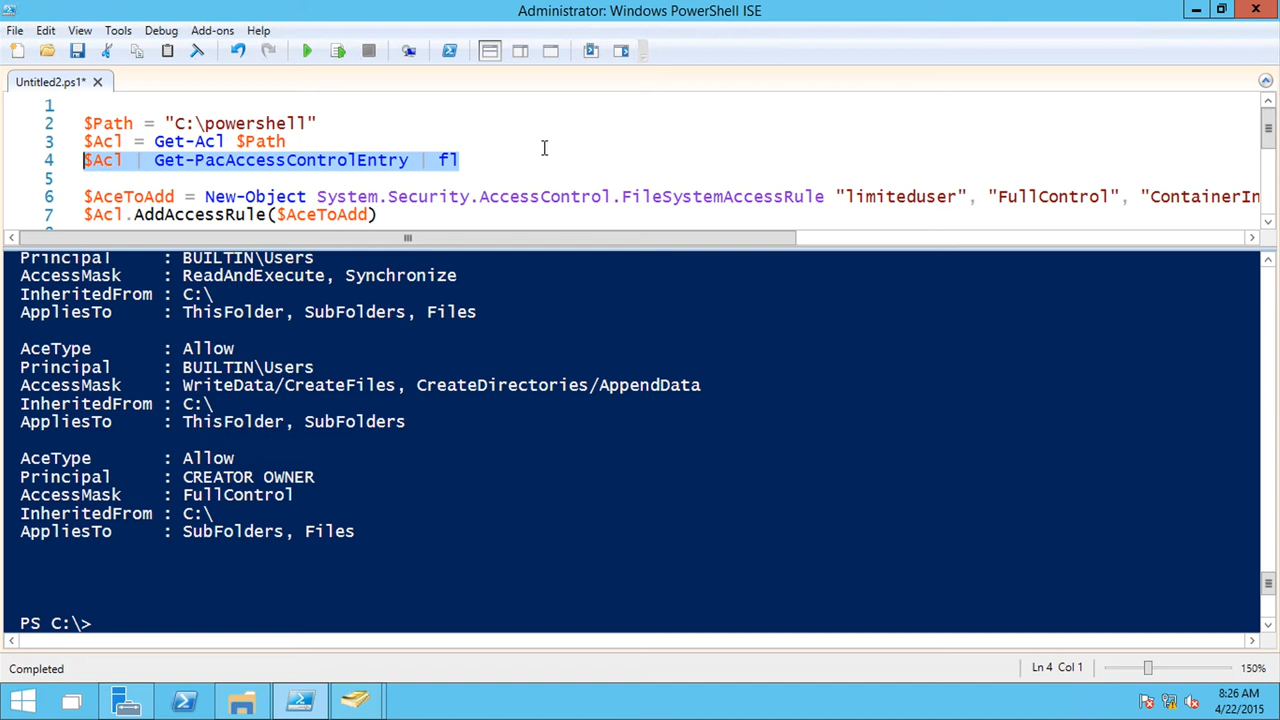 Administrator: Windows PowerShell ISE
File Edit View Tools Debug Add-ons Help
Untitled2.ps1*
1
2 $Path = "C:\powershell"
3 $Acl = Get-Acl $Path
4 $Acl | Get-PacAccessControlEntry | fl
5
6 $AceToAdd = New-Object System.Security.AccessControl.FileSystemAccessRule "limiteduser", "FullControl", "ContainerIn
7 $Acl.AddAccessRule($AceToAdd)
Principal : BUILTIN\Users
AccessMask : ReadAndExecute, Synchronize
InheritedFrom : C:\
AppliesTo : ThisFolder, SubFolders, Files
AceType : Allow
Principal : BUILTIN\Users
AccessMask : WriteData/CreateFiles, CreateDirectories/AppendData
InheritedFrom : C:\
AppliesTo : ThisFolder, SubFolders
AceType : Allow
Principal : CREATOR OWNER
AccessMask : FullControl
InheritedFrom : C:\
AppliesTo : SubFolders, Files
PS C:\>
Completed
Ln 4 Col 1
150%
8:26 AM
4/22/2015